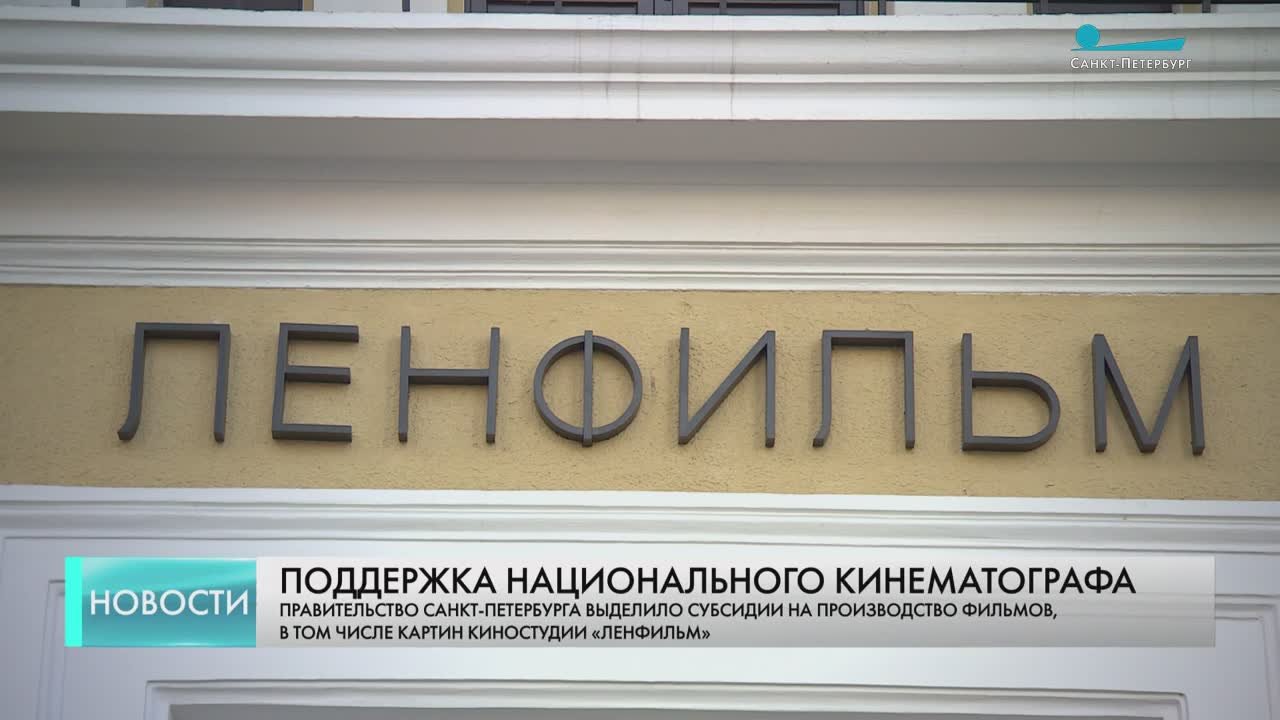 Санкт-Петербург
ЛЕНФИЛЬМ
НОВОСТИ
ПОДДЕРЖКА НАЦИОНАЛЬНОГО КИНЕМАТОГРАФА
ПРАВИТЕЛЬСТВО САНКТ-ПЕТЕРБУРГА ВЫДЕЛИЛО СУБСИДИИ НА ПРОИЗВОДСТВО ФИЛЬМОВ,
В ТОМ ЧИСЛЕ КАРТИН КИНОСТУДИИ «ЛЕНФИЛЬМ»